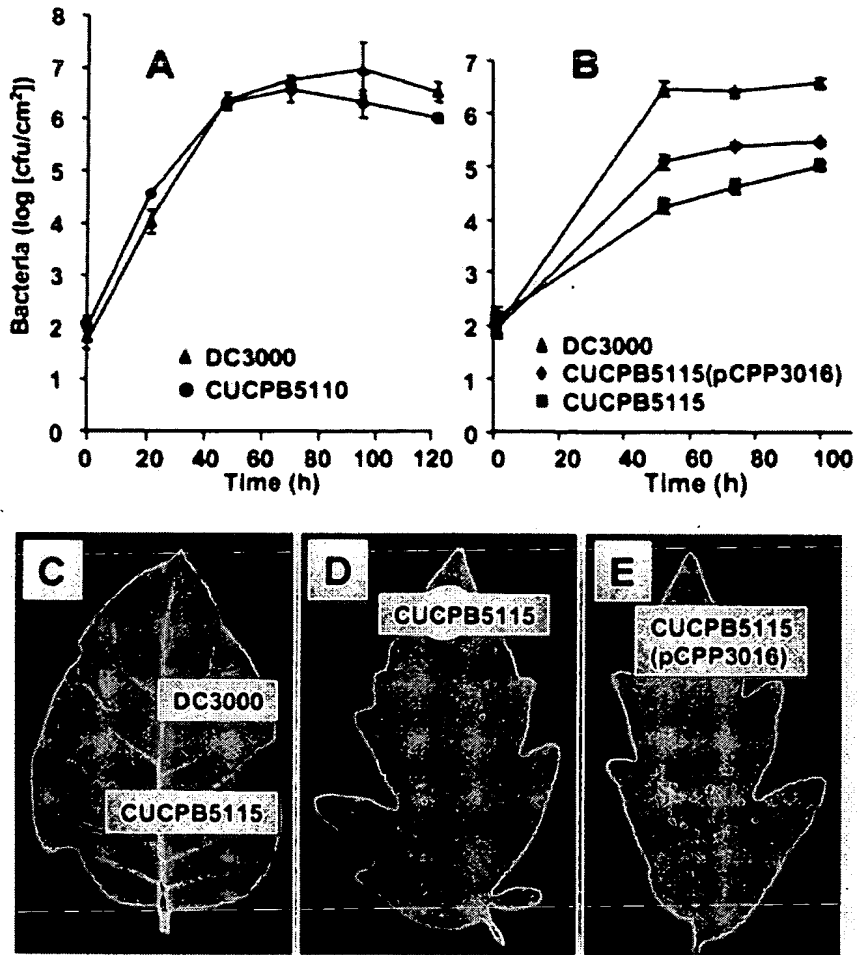 A
B
Bacteria (log [cfu/cm²])
8
7
6
5
4
3
2
1
0
0
20
40
60
80
100
120
Time (h)
DC3000
CUCPB5110
7
6
5
4
3
2
1
0
0
20
40
60
80
100
Time (h)
DC3000
CUCPB5115(pCPP3016)
CUCPB5115
C
DC3000
CUCPB5115
D
CUCPB5115
E
CUCPB5115
(pCPP3016)